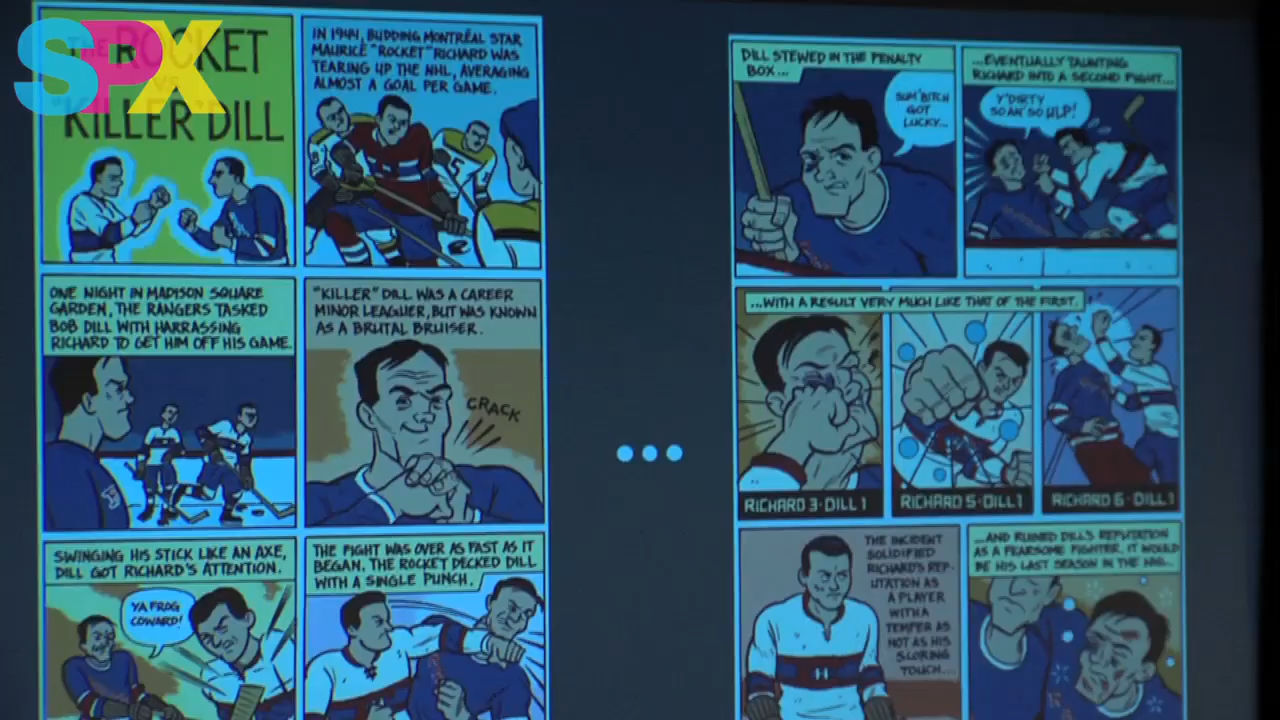 SPX
THE ROCKET
VS
"KILLER" DILL
IN 1944, BUDDING MONTRÉAL STAR
MAURICE "ROCKET" RICHARD WAS
TEARING UP THE NHL, AVERAGING
ALMOST A GOAL PER GAME.
ONE NIGHT IN MADISON SQUARE
GARDEN, THE RANGERS TASKED
BOB DILL WITH HARRASSING
RICHARD TO GET HIM OFF HIS GAME.
"KILLER" DILL WAS A CAREER
MINOR LEAGUER, BUT WAS KNOWN
AS A BRUTAL BRUISER.
CRACK
SWINGING HIS STICK LIKE AN AXE,
DILL GOT RICHARD'S ATTENTION.
YA FROG
COWARD!
THE FIGHT WAS OVER AS FAST AS IT
BEGAN. THE ROCKET DECKED DILL
WITH A SINGLE PUNCH.
...
DILL STEWED IN THE PENALTY
BOX...
SUM'BITCH
GOT
LUCKY...
...EVENTUALLY TAUNTING
RICHARD INTO A SECOND FIGHT...
Y'DIRTY
SO AN' SO ULP!
...WITH A RESULT VERY MUCH LIKE THAT OF THE FIRST.
RICHARD 3 · DILL 1
RICHARD 5 · DILL 1
RICHARD 6 · DILL 1
THE INCIDENT
SOLIDIFIED
RICHARD'S REP-
UTATION AS
A PLAYER
WITH A
TEMPER AS
HOT AS HIS
SCORING
TOUCH...
...AND RUINED DILL'S REPUTATION
AS A FEARSOME FIGHTER. IT WOULD
BE HIS LAST SEASON IN THE NHL.